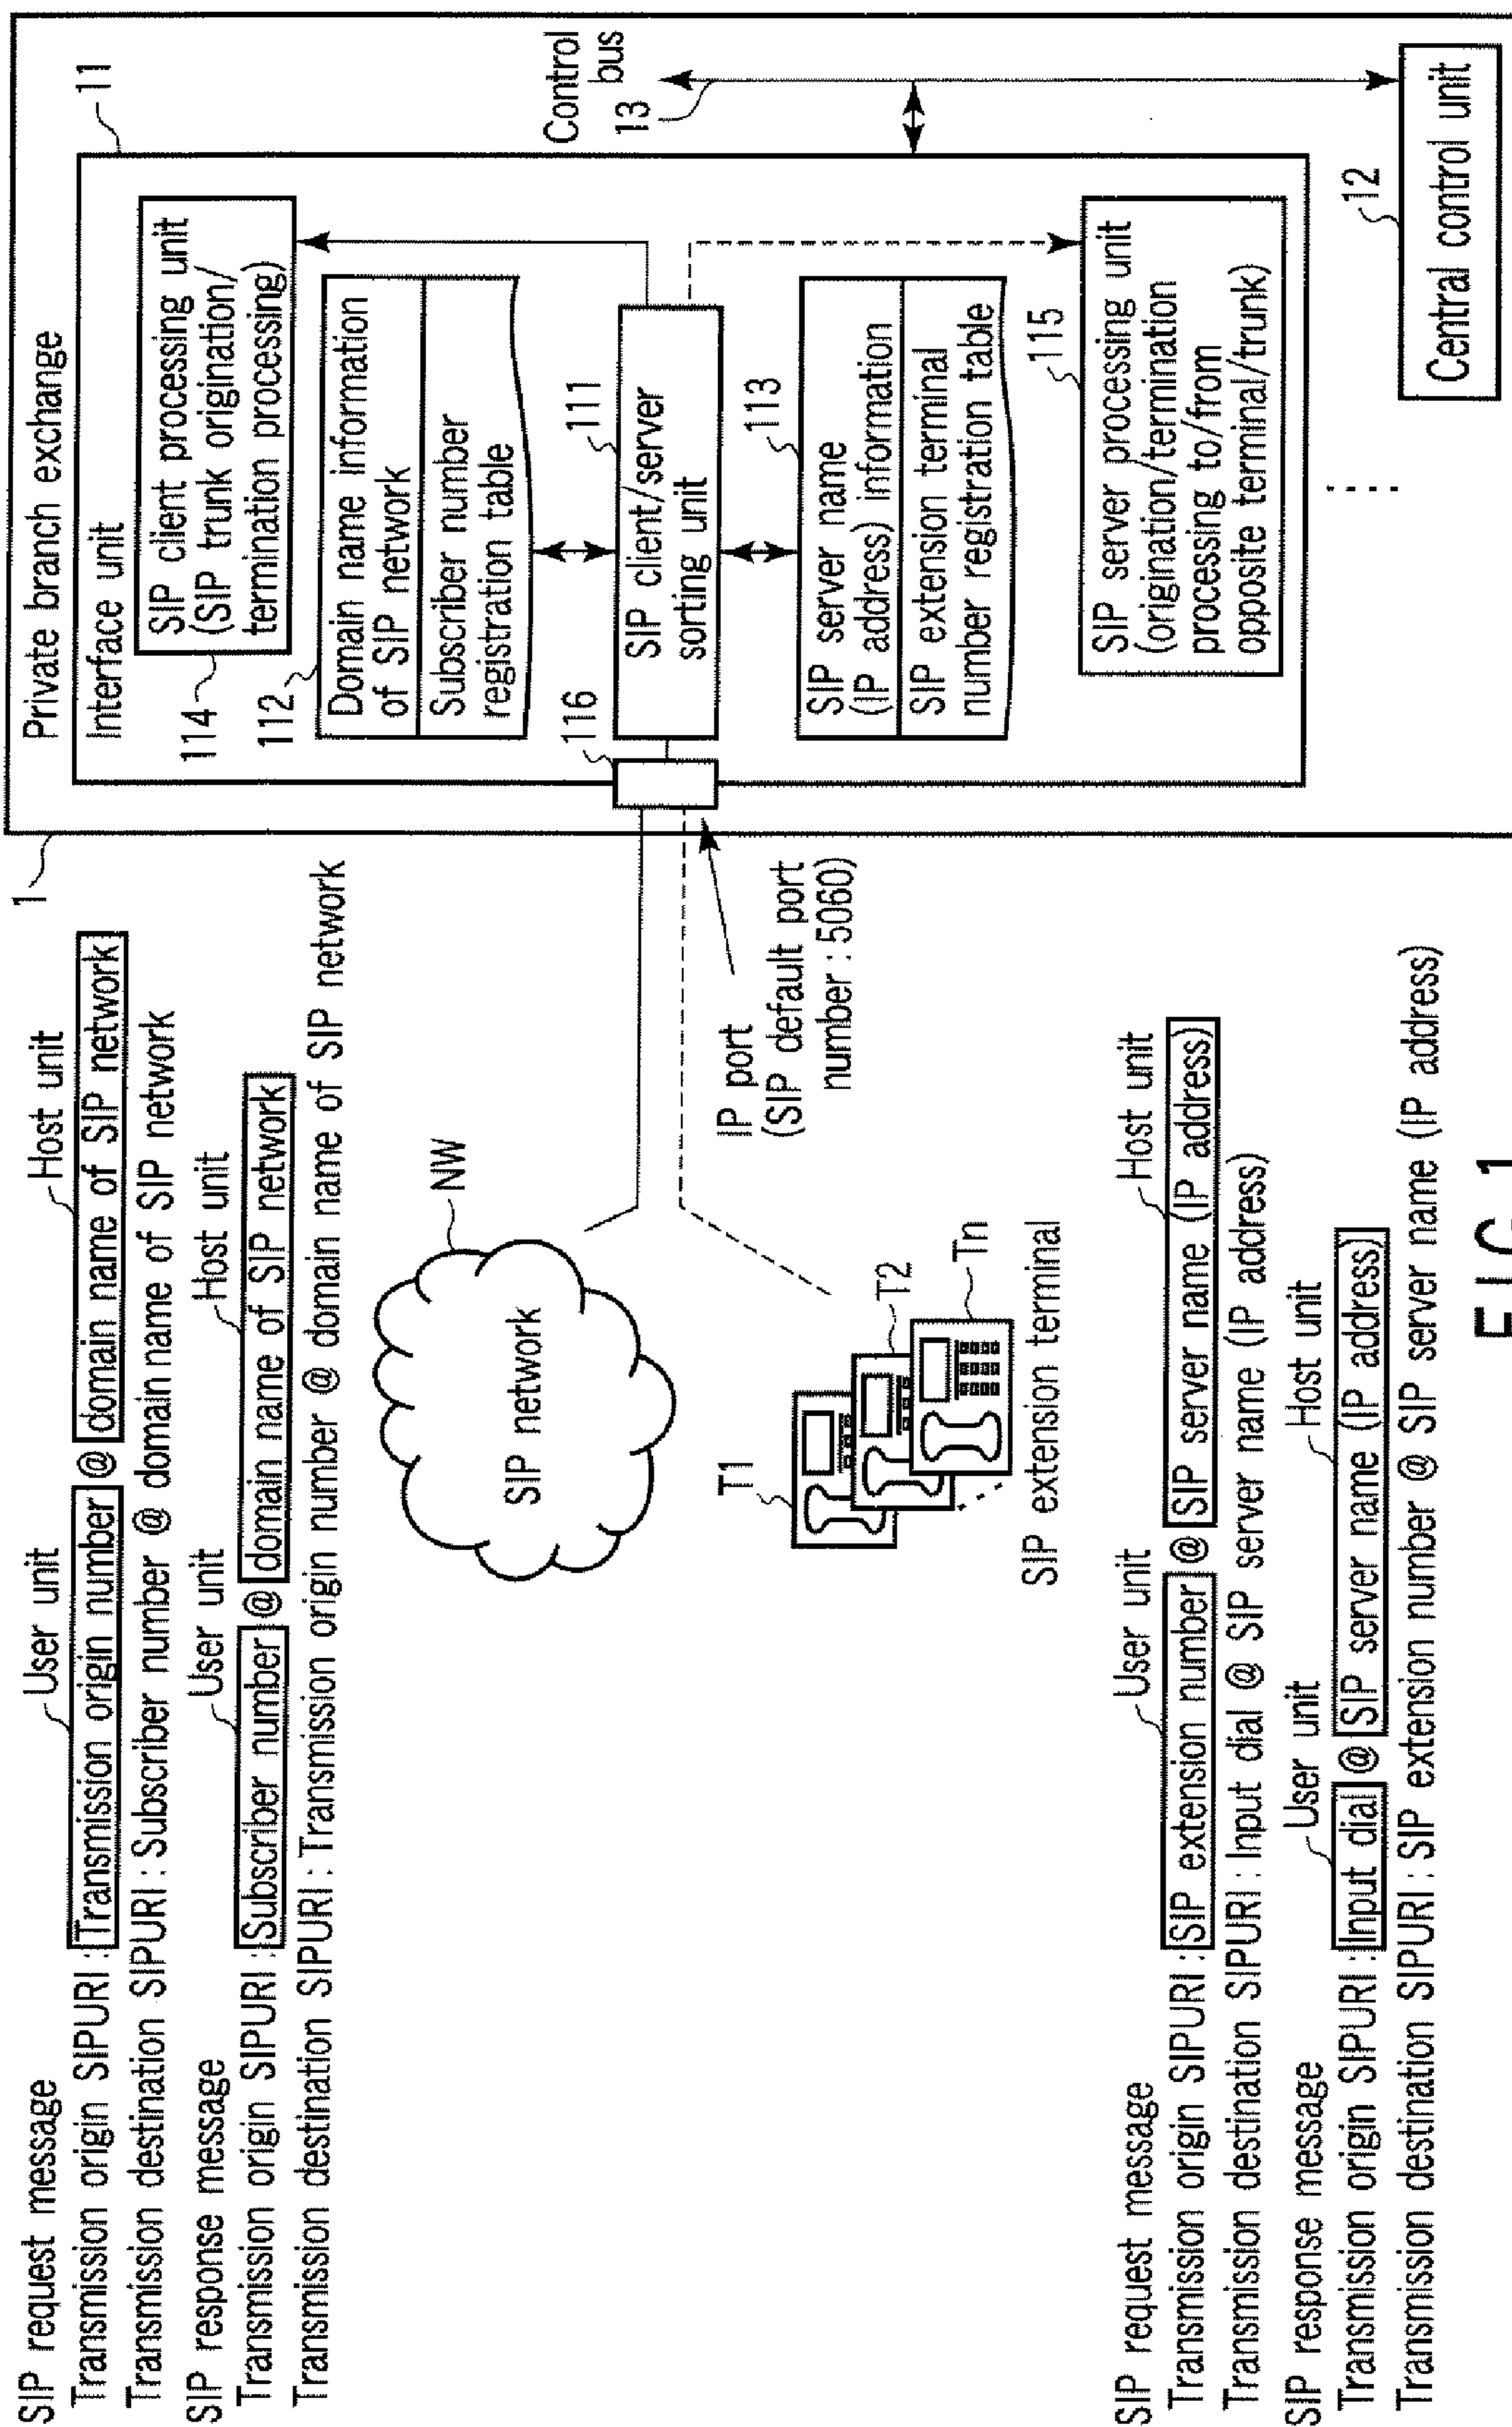 SIP request message
User unit
Host unit
Transmission origin SIPURI : Transmission origin number @ domain name of SIP network
Transmission destination SIPURI : Subscriber number @ domain name of SIP network
SIP response message
User unit
Host unit
Transmission origin SIPURI : Subscriber number @ domain name of SIP network
Transmission destination SIPURI : Transmission origin number @ domain name of SIP network
SIP network
NW
T1
T2
Tn
SIP extension terminal
IP port
(SIP default port
number : 5060)
1
Private branch exchange
Interface unit
11
114
SIP client processing unit
(SIP trunk origination/
termination processing)
112
Domain name information
of SIP network
Subscriber number
registration table
116
111
SIP client/server
sorting unit
113
SIP server name
(IP address) information
SIP extension terminal
number registration table
115
SIP server processing unit
(origination/termination
processing to/from
opposite terminal/trunk)
Control
bus
13
12
Central control unit
SIP request message
User unit
Host unit
Transmission origin SIPURI : SIP extension number @ SIP server name (IP address)
Transmission destination SIPURI : Input dial @ SIP server name (IP address)
SIP response message
User unit
Host unit
Transmission origin SIPURI : Input dial @ SIP server name (IP address)
Transmission destination SIPURI : SIP extension number @ SIP server name (IP address)
FIG. 1